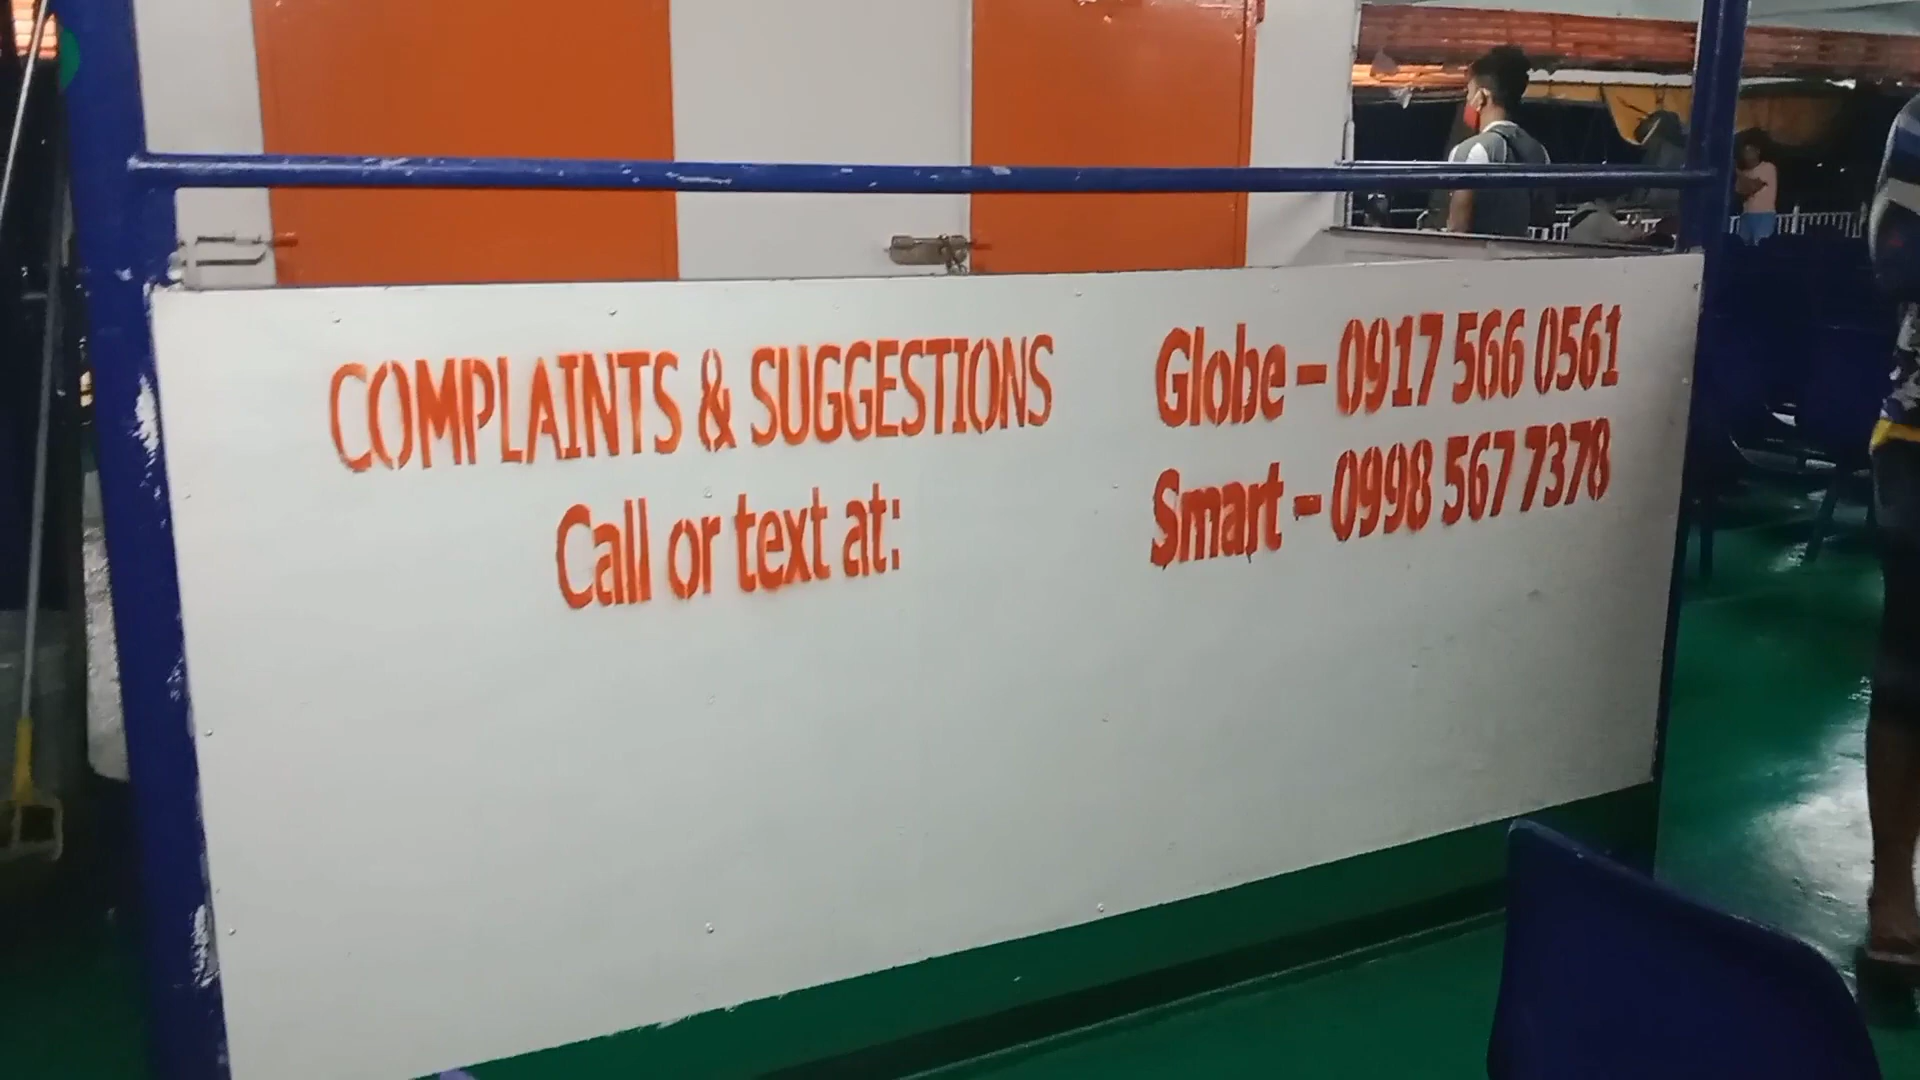 COMPLAINTS & SUGGESTIONS
Call or text at:
Globe – 0917 566 0561
Smart – 0998 567 7378